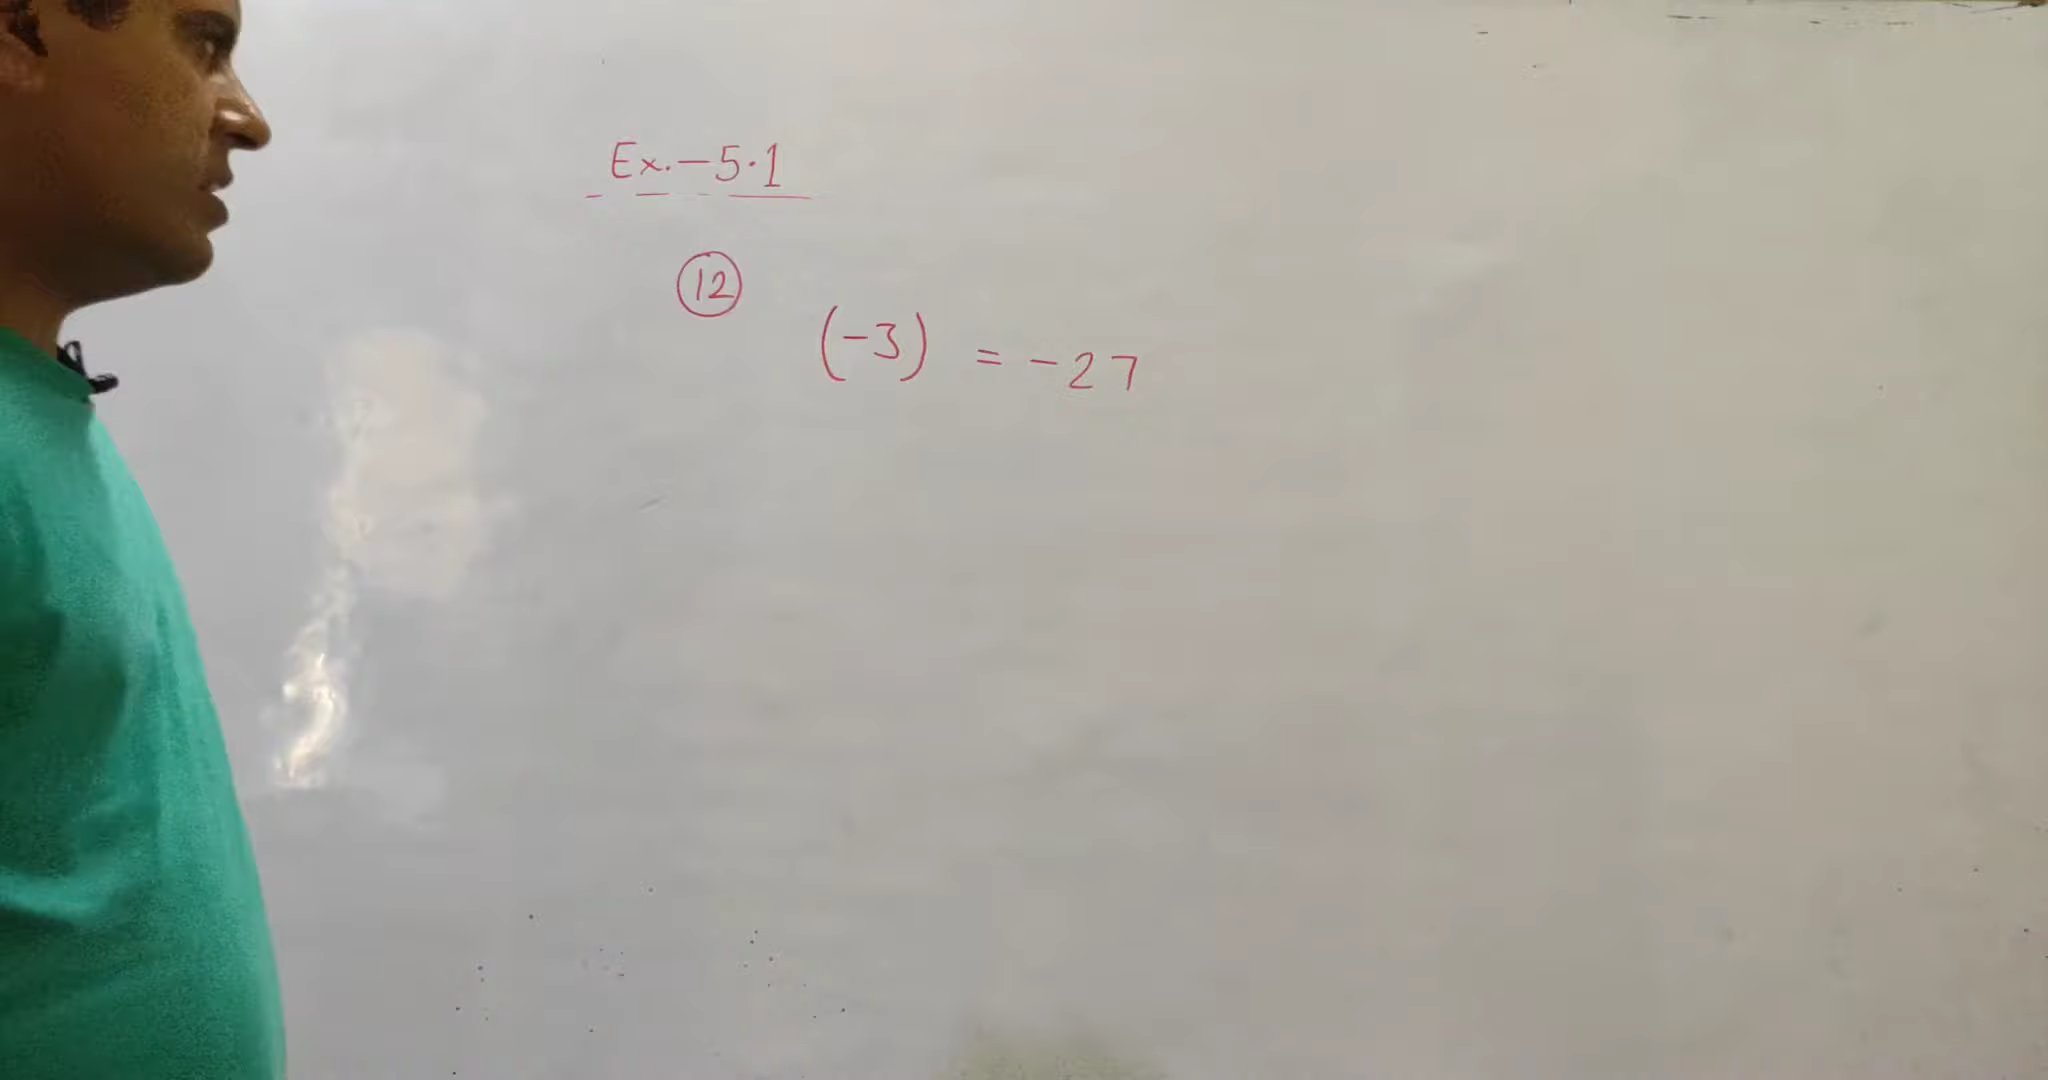 Ex.-5.1
12
(-3) = -27